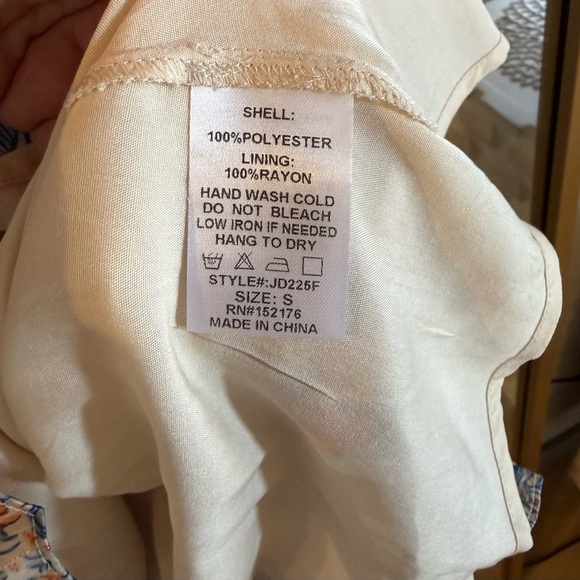 SHELL:
100%POLYESTER
LINING:
100%RAYON
HAND WASH COLD
DO NOT BLEACH
LOW IRON IF NEEDED
HANG TO DRY
STYLE#:JD225F
SIZE: S
RN#152176
MADE IN CHINA